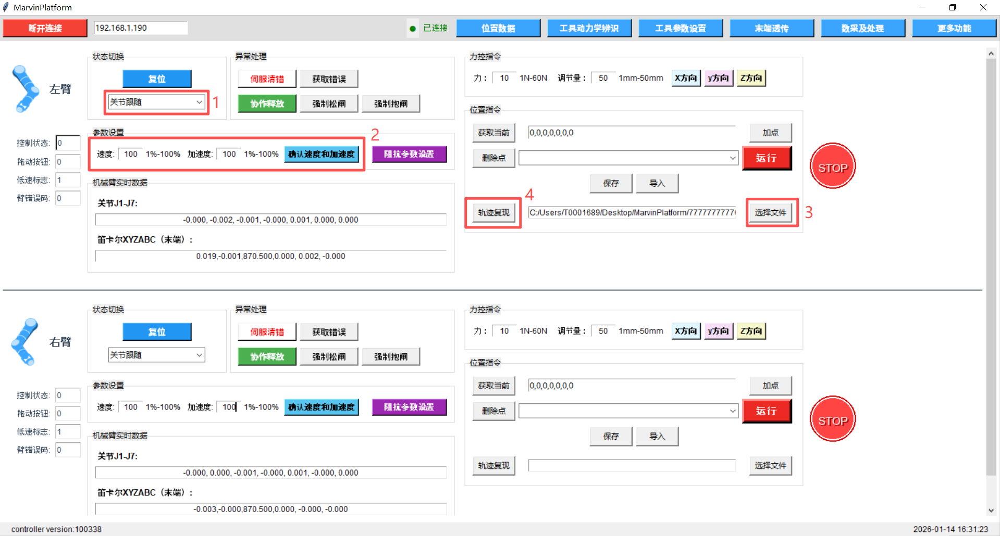 MarvinPlatform
断开连接 192.168.1.190 已连接 位置数据 工具动力学辨识 工具参数设置 末端透传 数采及处理 更多功能
左臂
状态切换
复位
关节跟随 1
异常处理
伺服清错 获取错误
协作释放 强制松闸 强制抱闸
控制状态: 0
拖动按钮: 0
低速标志: 1
臂错误码: 0
参数设置 2
速度: 100 1%-100% 加速度: 100 1%-100% 确认速度和加速度 阻抗参数设置
机械臂实时数据
关节J1-J7:
-0.000, -0.002, -0.001, -0.000, 0.001, 0.000, 0.000
笛卡尔XYZABC（末端）:
0.019,-0.001,870.500,0.000, 0.002, -0.000
力控指令
力: 10 1N-60N 调节量: 50 1mm-50mm X方向 y方向 Z方向
位置指令
获取当前 0,0,0,0,0,0,0 加点
删除点 运行 STOP
保存 导入
4
轨迹复现 C:/Users/T0001689/Desktop/MarvinPlatform/7777777777 选择文件 3
右臂
状态切换
复位
关节跟随
异常处理
伺服清错 获取错误
协作释放 强制松闸 强制抱闸
控制状态: 0
拖动按钮: 0
低速标志: 1
臂错误码: 0
参数设置
速度: 100 1%-100% 加速度: 100 1%-100% 确认速度和加速度 阻抗参数设置
机械臂实时数据
关节J1-J7:
-0.000, 0.000, -0.001, -0.000, 0.001, -0.000, 0.000
笛卡尔XYZABC（末端）:
-0.003,-0.000,870.500,0.000, -0.000, -0.000
力控指令
力: 10 1N-60N 调节量: 50 1mm-50mm X方向 y方向 Z方向
位置指令
获取当前 0,0,0,0,0,0,0 加点
删除点 运行 STOP
保存 导入
轨迹复现 选择文件
controller version:100338 2026-01-14 16:31:23